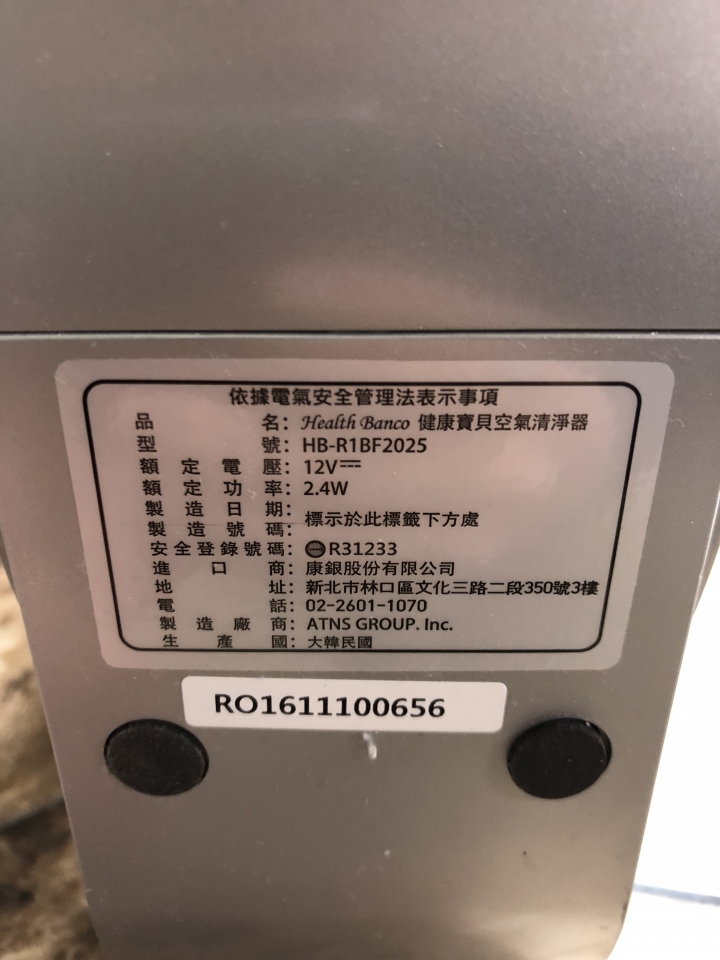 依據電氣安全管理法表示事項
品名：Health Banco 健康寶貝空氣清淨器
型號：HB-R1BF2025
額定電壓：12V⎓
額定功率：2.4W
製造日期：
製造號碼：標示於此標籤下方處
安全登錄號碼：R31233
進口商：康銀股份有限公司
地址：新北市林口區文化三路二段350號3樓
電話：02-2601-1070
製造廠商：ATNS GROUP. Inc.
生產國：大韓民國
RO1611100656